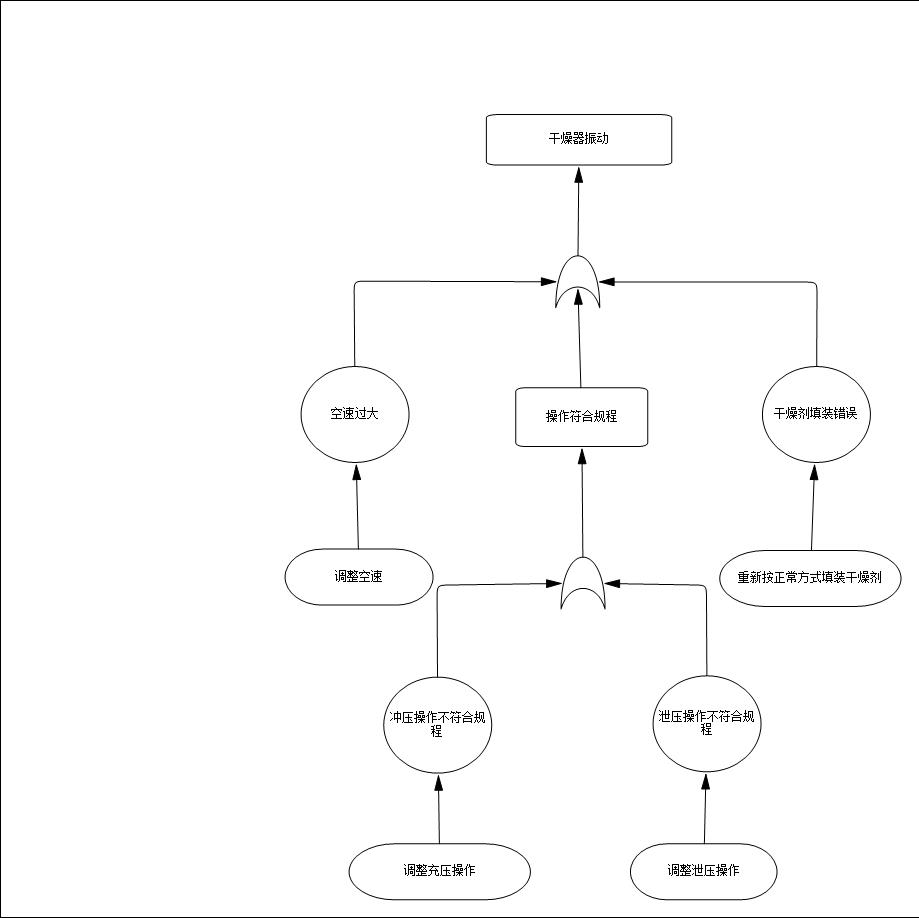 干燥器振动
空速过大
操作符合规程
干燥剂填装错误
调整空速
重新按正常方式填装干燥剂
冲压操作不符合规
程
泄压操作不符合规
程
调整充压操作
调整泄压操作